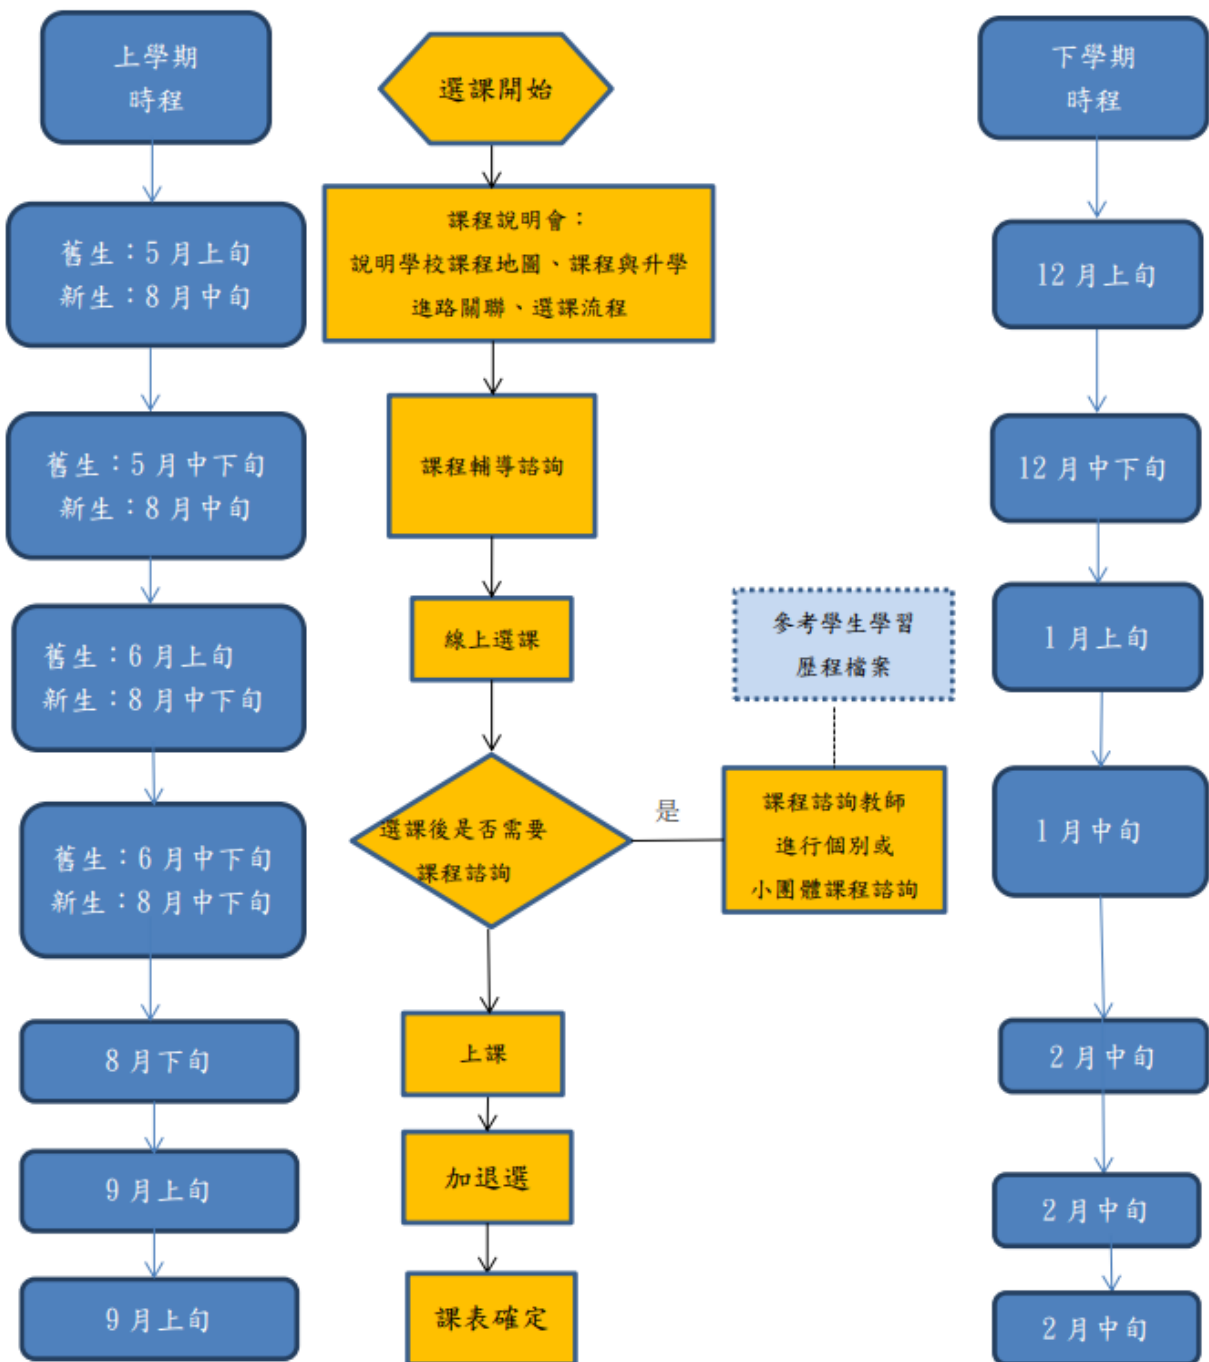 上學期
時程
舊生：5 月上旬
新生：8 月中旬
舊生：5 月中下旬
新生：8 月中旬
舊生：6 月上旬
新生：8 月中下旬
舊生：6 月中下旬
新生：8 月中下旬
8 月下旬
9 月上旬
9 月上旬
選課開始
課程說明會：
說明學校課程地圖、課程與升學
進路關聯、選課流程
課程輔導諮詢
線上選課
選課後是否需要
課程諮詢
是
參考學生學習
歷程檔案
課程諮詢教師
進行個別或
小團體課程諮詢
上課
加退選
課表確定
下學期
時程
12 月上旬
12 月中下旬
1 月上旬
1 月中旬
2 月中旬
2 月中旬
2 月中旬